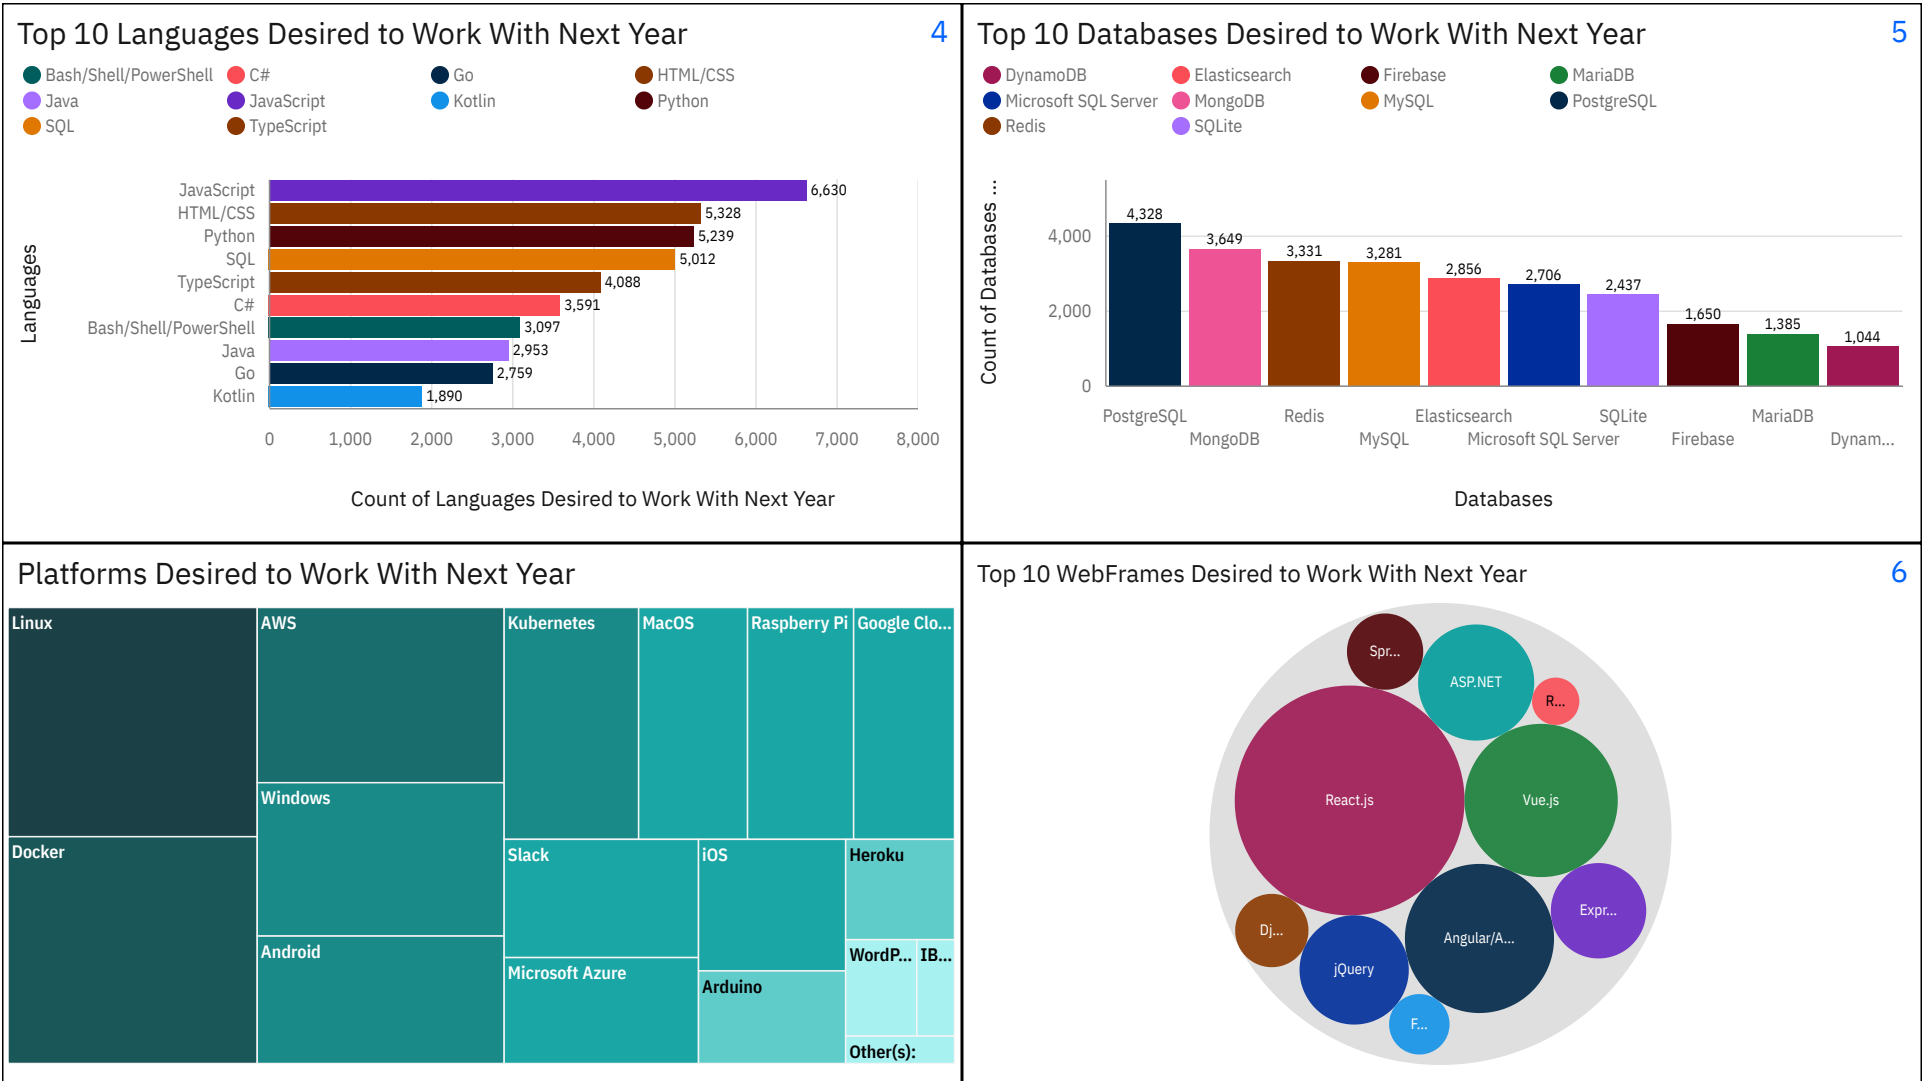 Top 10 Languages Desired to Work With Next Year
4
Bash/Shell/PowerShell C# Go HTML/CSS
Java JavaScript Kotlin Python
SQL TypeScript
Languages
JavaScript 6,630
HTML/CSS 5,328
Python 5,239
SQL 5,012
TypeScript 4,088
C# 3,591
Bash/Shell/PowerShell 3,097
Java 2,953
Go 2,759
Kotlin 1,890
0 1,000 2,000 3,000 4,000 5,000 6,000 7,000 8,000
Count of Languages Desired to Work With Next Year
Top 10 Databases Desired to Work With Next Year
5
DynamoDB Elasticsearch Firebase MariaDB
Microsoft SQL Server MongoDB MySQL PostgreSQL
Redis SQLite
Count of Databases ...
4,000
2,000
0
4,328 3,649 3,331 3,281 2,856 2,706 2,437 1,650 1,385 1,044
PostgreSQL Redis Elasticsearch SQLite MariaDB
MongoDB MySQL Microsoft SQL Server Firebase Dynam...
Databases
Platforms Desired to Work With Next Year
Linux AWS Kubernetes MacOS Raspberry Pi Google Clo...
Windows
Docker Slack iOS Heroku
Android WordP... IB...
Microsoft Azure Arduino
Other(s):
Top 10 WebFrames Desired to Work With Next Year
6
Spr...
ASP.NET
R...
React.js Vue.js
Expr...
Dj... Angular/A...
jQuery
F...